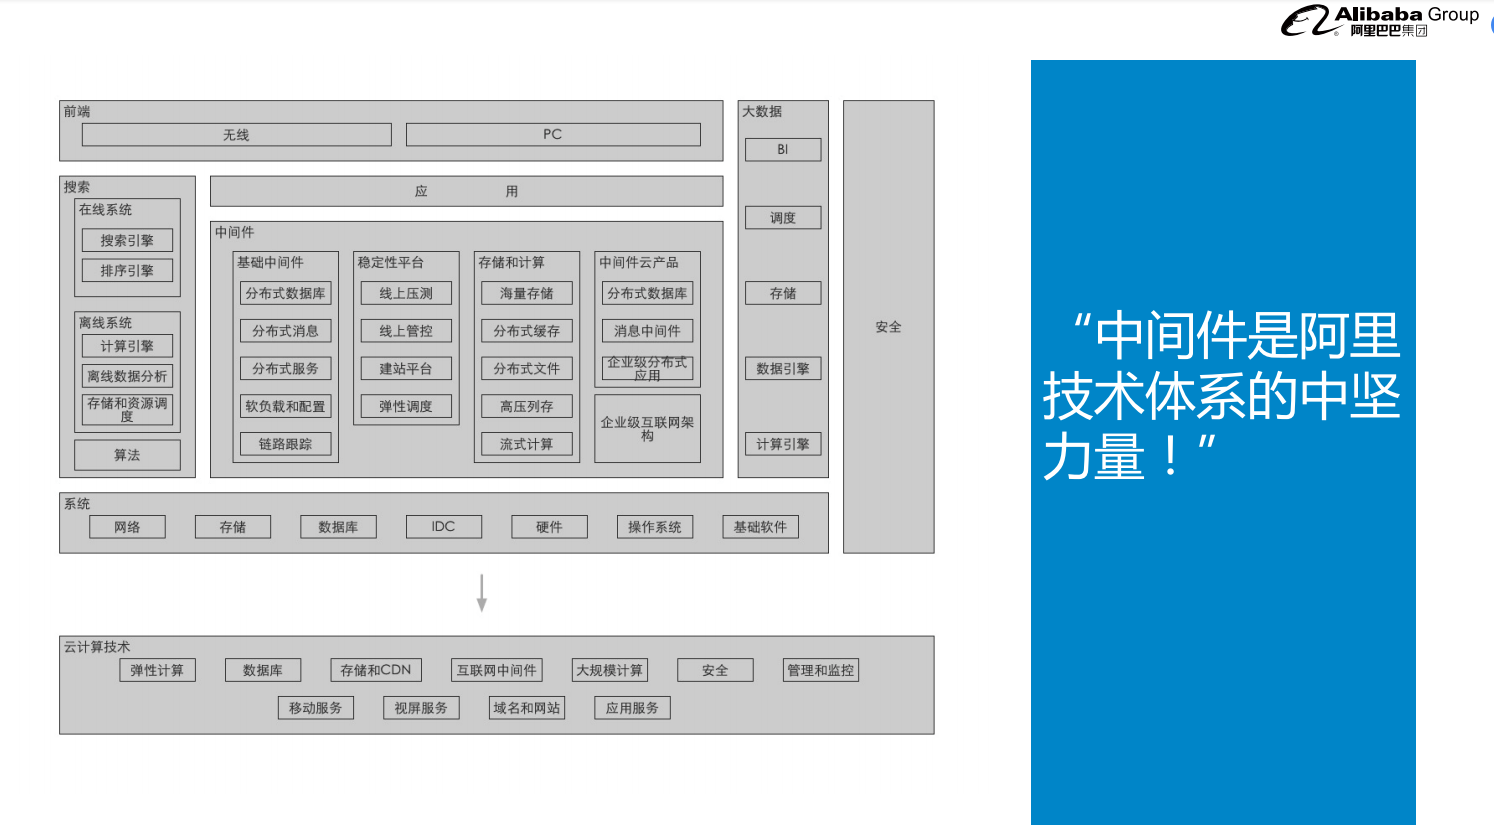 Alibaba Group
阿里巴巴集团
前端
无线
PC
搜索
在线系统
搜索引擎
排序引擎
离线系统
计算引擎
离线数据分析
存储和资源调
度
算法
应 用
中间件
基础中间件
分布式数据库
分布式消息
分布式服务
软负载和配置
链路跟踪
稳定性平台
线上压测
线上管控
建站平台
弹性调度
存储和计算
海量存储
分布式缓存
分布式文件
高压列存
流式计算
中间件云产品
分布式数据库
消息中间件
企业级分布式
应用
企业级互联网架
构
大数据
BI
调度
存储
数据引擎
计算引擎
安全
系统
网络
存储
数据库
IDC
硬件
操作系统
基础软件
云计算技术
弹性计算
数据库
存储和CDN
互联网中间件
大规模计算
安全
管理和监控
移动服务
视屏服务
域名和网站
应用服务
“中间件是阿里
技术体系的中坚
力量！”